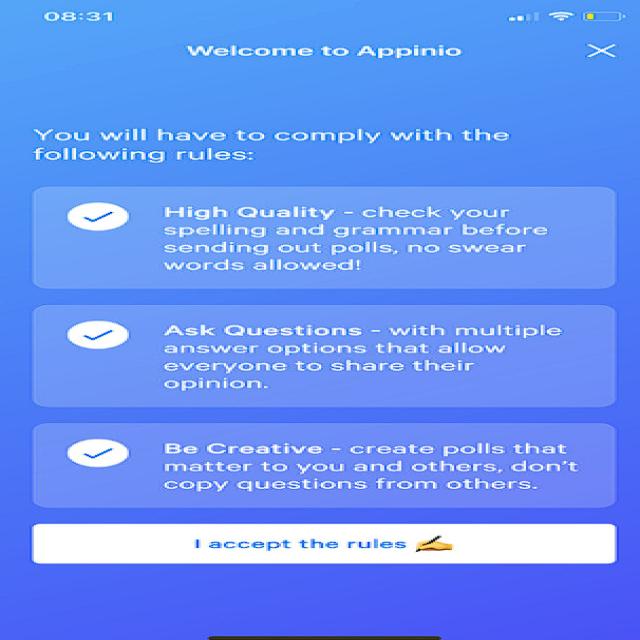 08:31
Welcome to Appinio
You will have to comply with the
following rules:
High Quality - check your
spelling and grammar before
sending out polls, no swear
words allowed!
Ask Questions - with multiple
answer options that allow
everyone to share their
opinion.
Be Creative - create polls that
matter to you and others, don't
copy questions from others.
I accept the rules ✍️